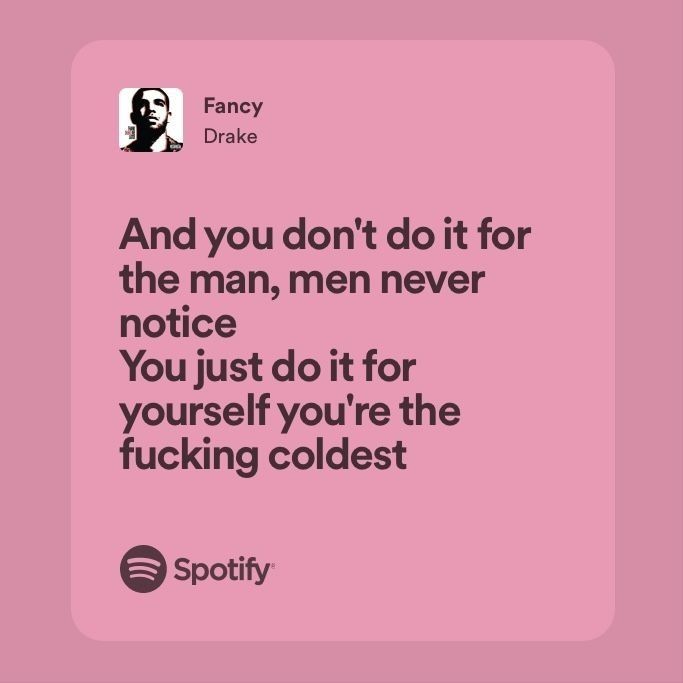 Fancy
Drake
And you don't do it for
the man, men never
notice
You just do it for
yourself you're the
fucking coldest
Spotify